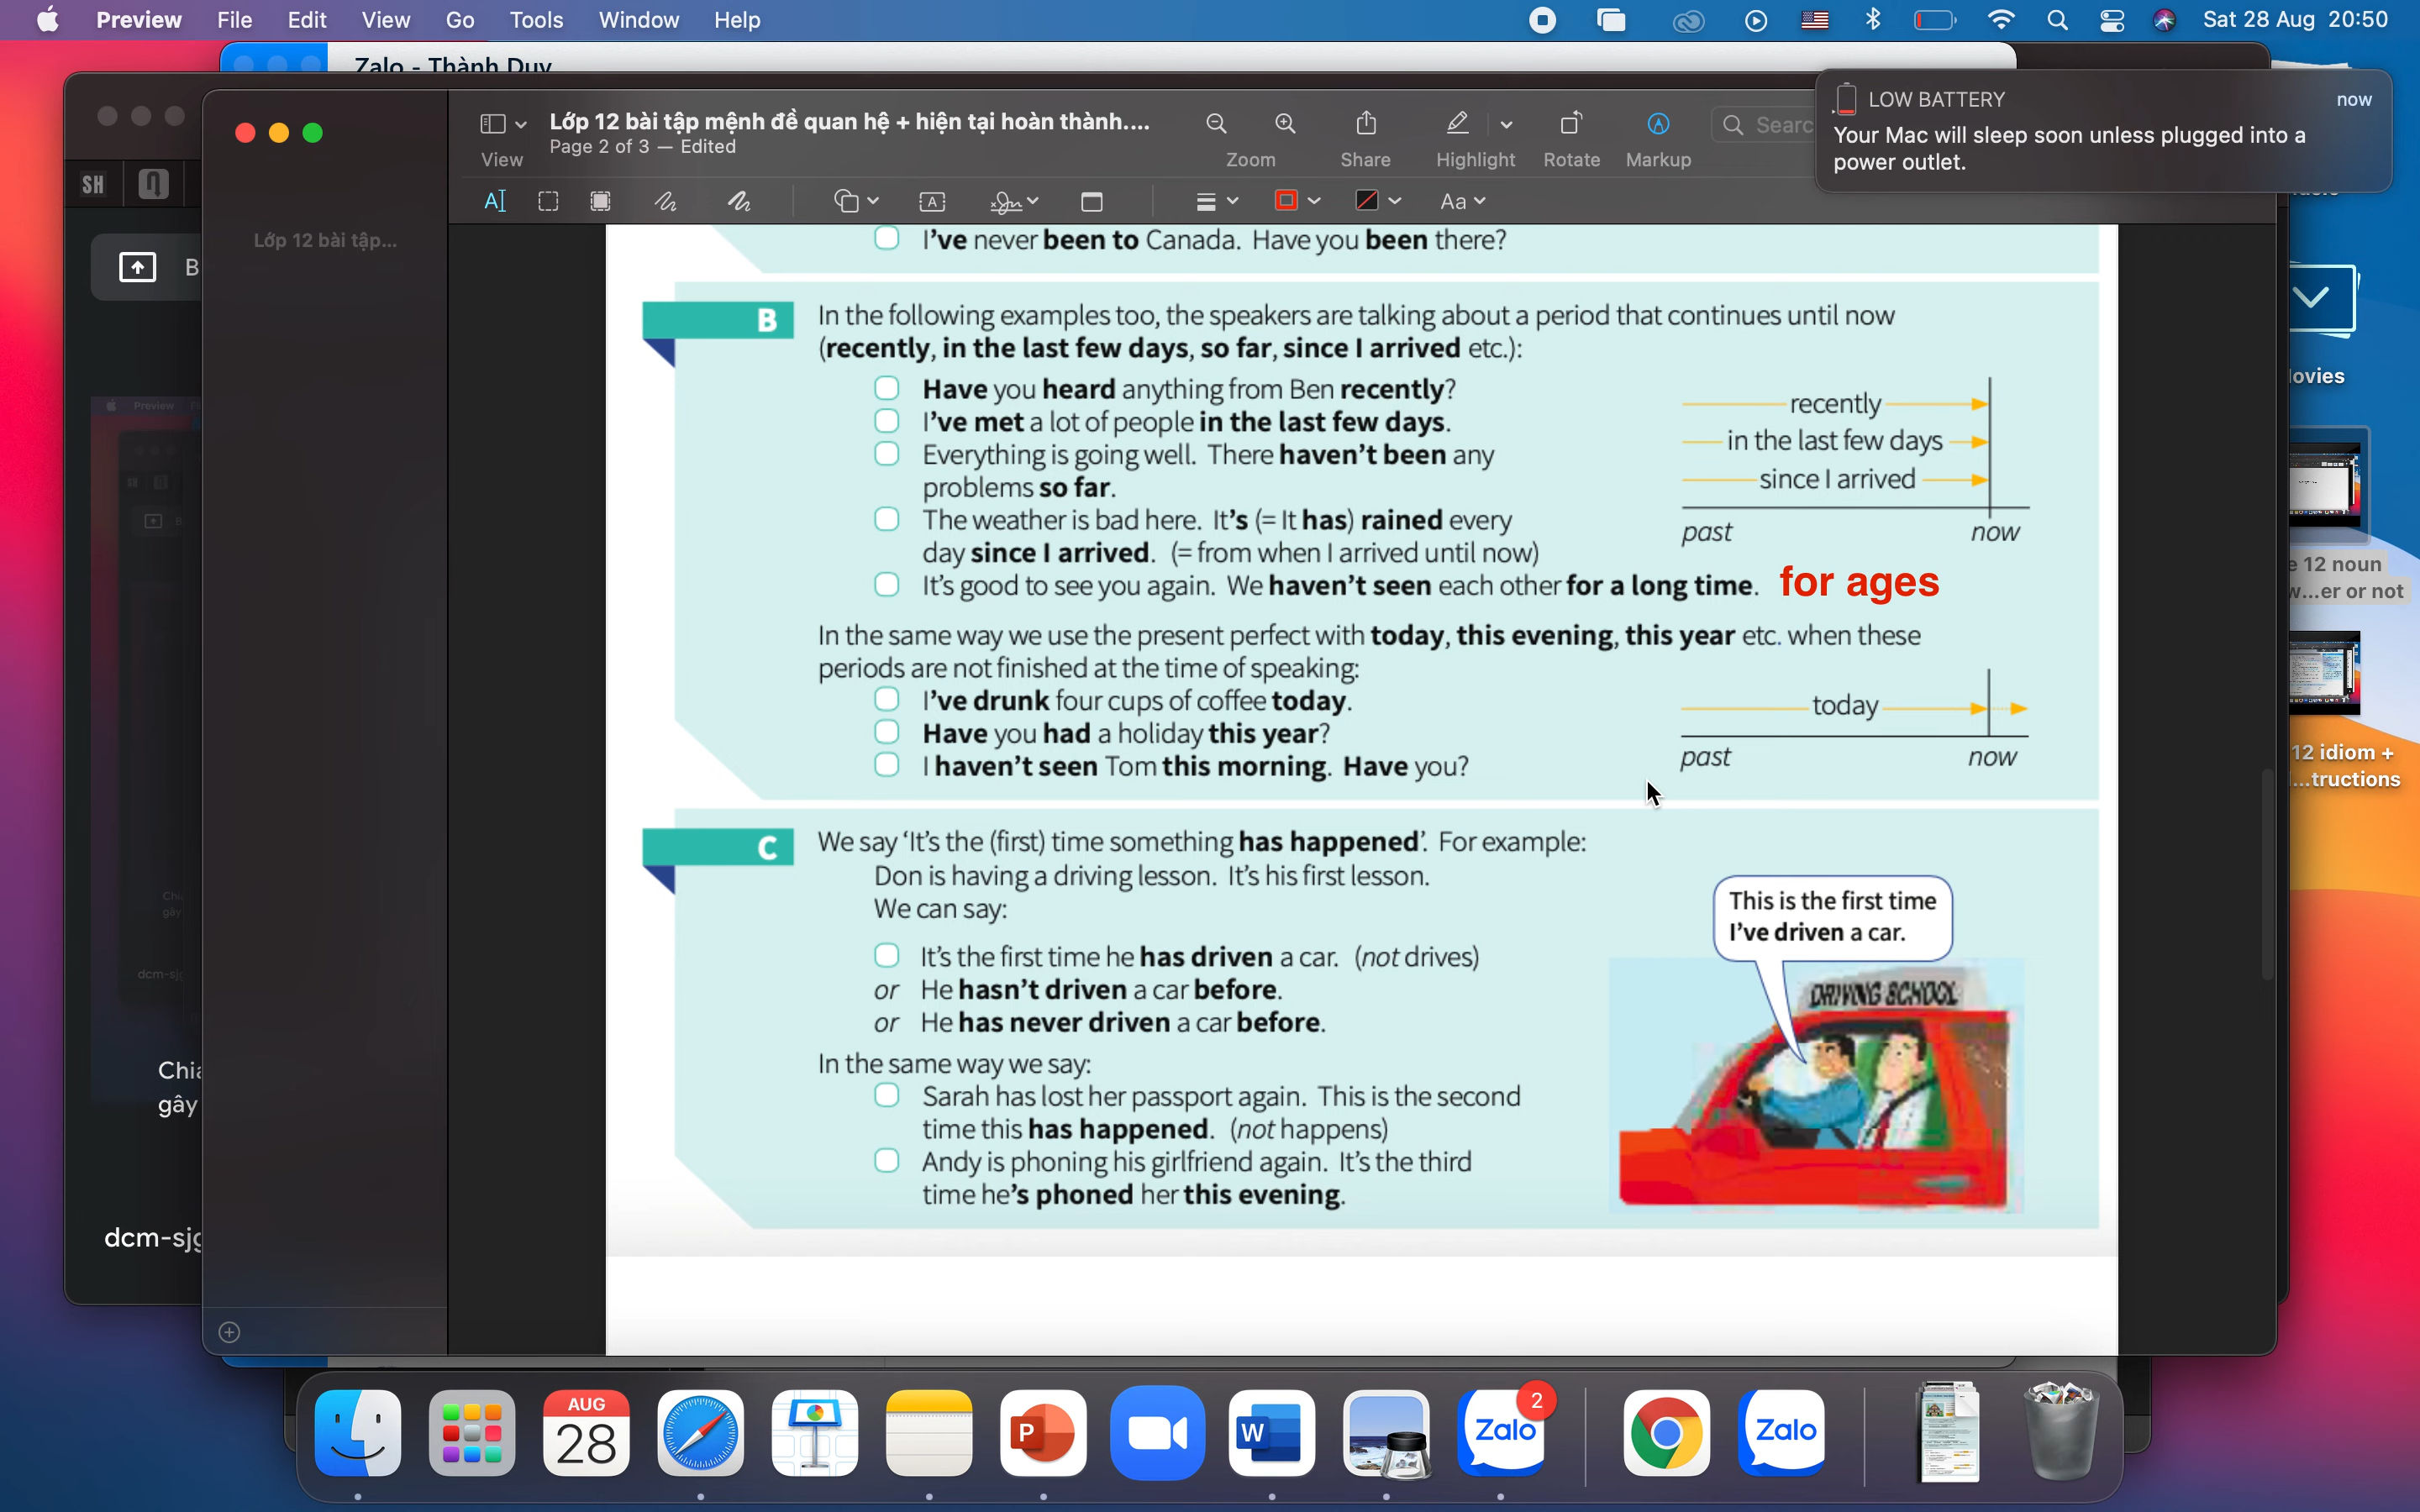 Preview File Edit View Go Tools Window Help Sat 28 Aug 20:50
Zalo - Thành Duy
LOW BATTERY now
Your Mac will sleep soon unless plugged into a
power outlet.
Lớp 12 bài tập mệnh đề quan hệ + hiện tại hoàn thành....
Page 2 of 3 — Edited
View Zoom Share Highlight Rotate Markup
SH
Lớp 12 bài tập...
Aa
I've never been to Canada. Have you been there?
B
In the following examples too, the speakers are talking about a period that continues until now
(recently, in the last few days, so far, since I arrived etc.):
Have you heard anything from Ben recently?
I've met a lot of people in the last few days.
Everything is going well. There haven't been any
problems so far.
The weather is bad here. It's (= It has) rained every
day since I arrived. (= from when I arrived until now)
It's good to see you again. We haven't seen each other for a long time. for ages
recently
in the last few days
since I arrived
past now
In the same way we use the present perfect with today, this evening, this year etc. when these
periods are not finished at the time of speaking:
I've drunk four cups of coffee today.
Have you had a holiday this year?
I haven't seen Tom this morning. Have you?
today
past now
C
We say 'It's the (first) time something has happened'. For example:
Don is having a driving lesson. It's his first lesson.
We can say:
It's the first time he has driven a car. (not drives)
or He hasn't driven a car before.
or He has never driven a car before.
In the same way we say:
Sarah has lost her passport again. This is the second
time this has happened. (not happens)
Andy is phoning his girlfriend again. It's the third
time he's phoned her this evening.
This is the first time
I've driven a car.
DRIVING SCHOOL
gây
dcm-sjg
12 noun
...er or not
12 idiom +
...tructions
AUG
28
P
W
Zalo
2
Zalo